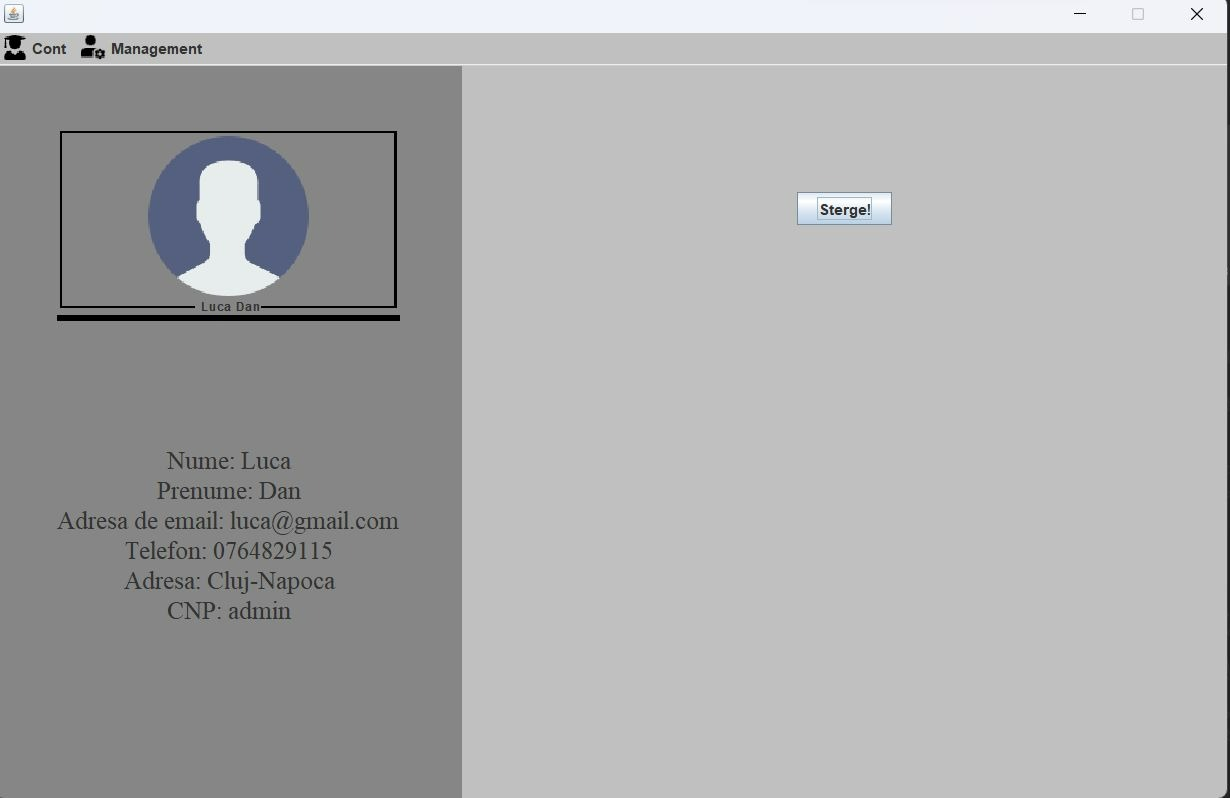 Cont Management
Luca Dan
Sterge!
Nume: Luca
Prenume: Dan
Adresa de email: luca@gmail.com
Telefon: 0764829115
Adresa: Cluj-Napoca
CNP: admin